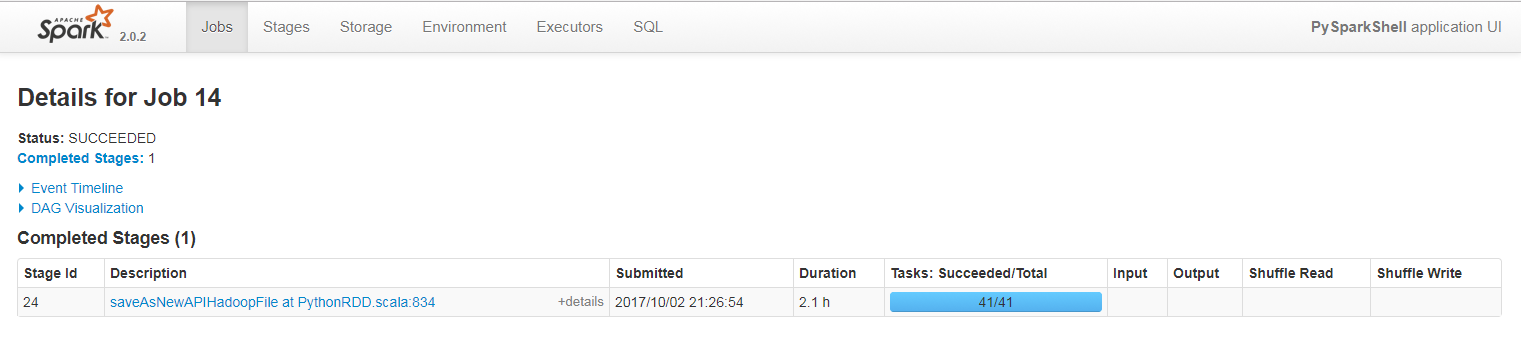 APACHE Spark 2.0.2 Jobs Stages Storage Environment Executors SQL PySparkShell application UI
Details for Job 14
Status: SUCCEEDED
Completed Stages: 1
Event Timeline
DAG Visualization
Completed Stages (1)
Stage Id Description Submitted Duration Tasks: Succeeded/Total Input Output Shuffle Read Shuffle Write
24 saveAsNewAPIHadoopFile at PythonRDD.scala:834 +details 2017/10/02 21:26:54 2.1 h 41/41